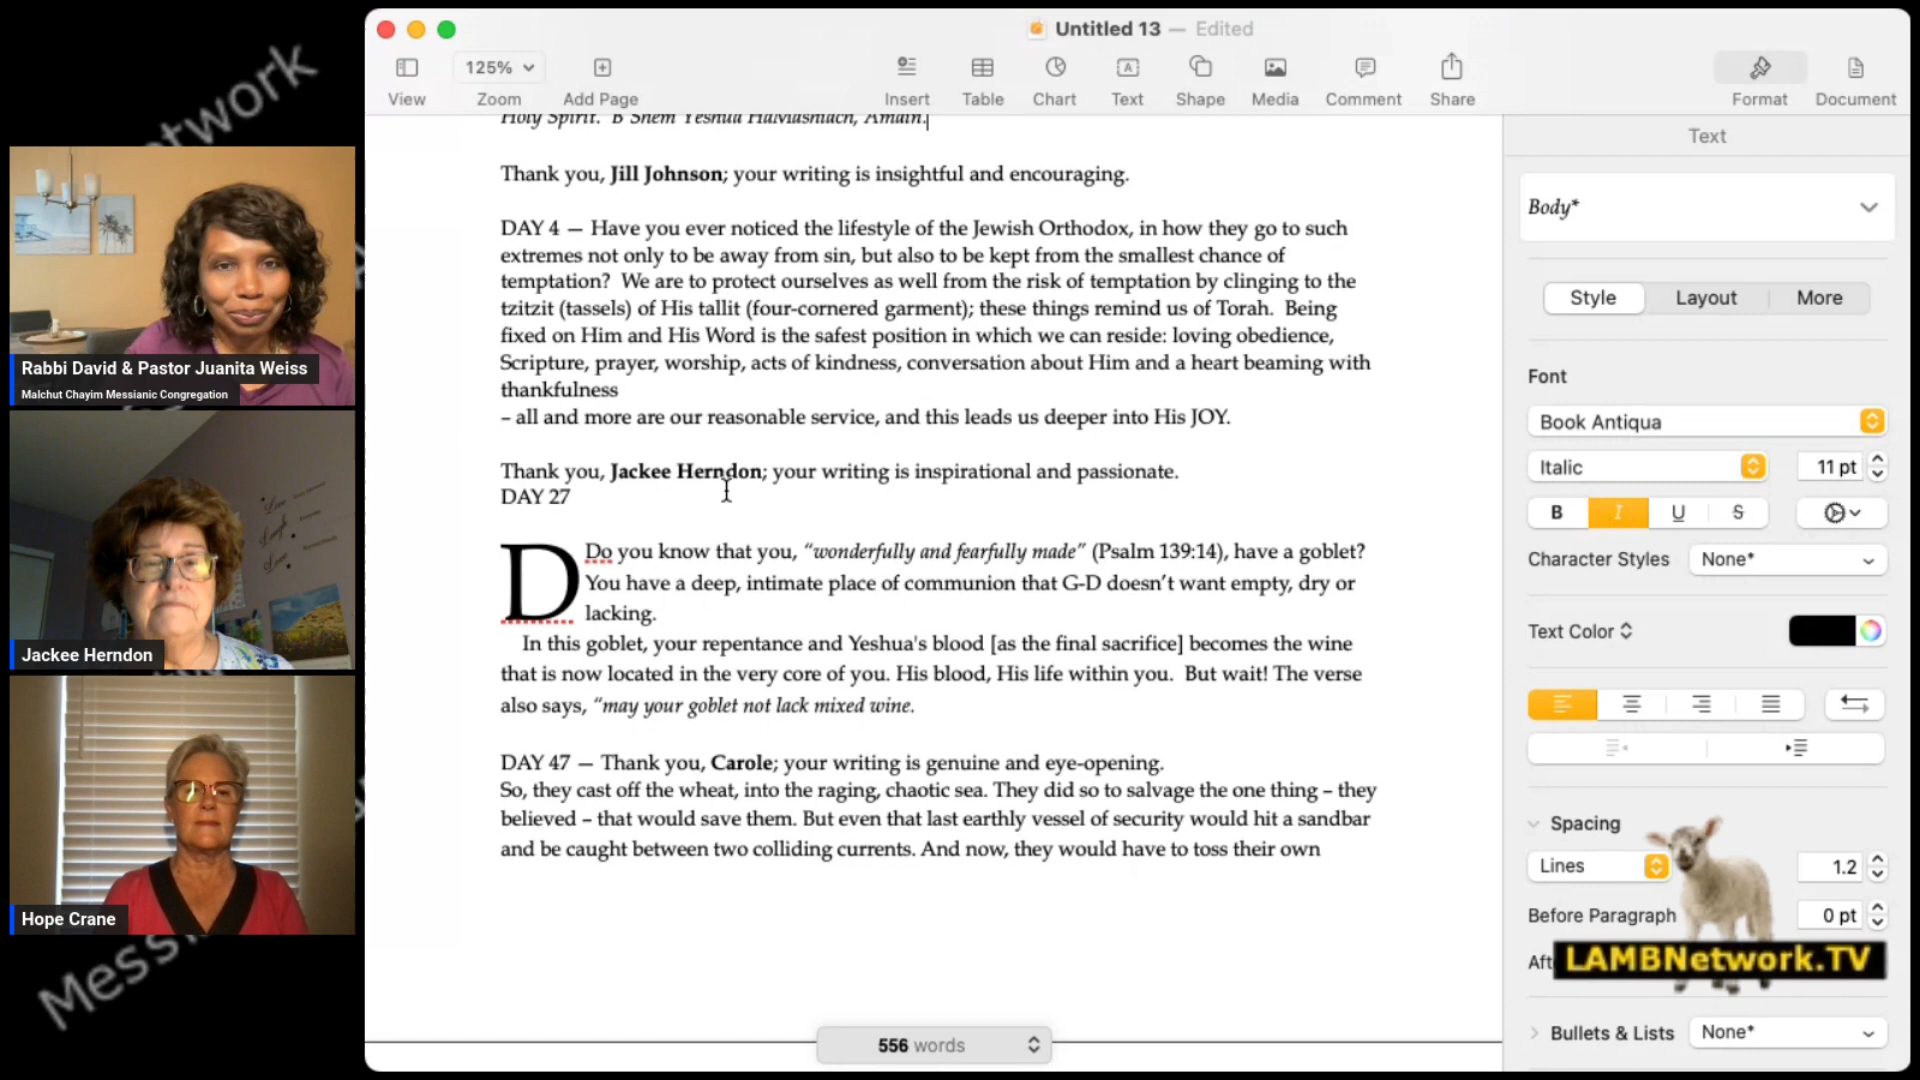 twork
Mess
Rabbi David & Pastor Juanita Weiss
Malchut Chayim Messianic Congregation
Jackee Herndon
Hope Crane
Untitled 13 — Edited
125%
View
Zoom
Add Page
Insert
Table
Chart
Text
Shape
Media
Comment
Share
Format
Document
Holy Spirit. B'Shem Yeshua HaMashiach, Amain.
Thank you, Jill Johnson; your writing is insightful and encouraging.
DAY 4 — Have you ever noticed the lifestyle of the Jewish Orthodox, in how they go to such
extremes not only to be away from sin, but also to be kept from the smallest chance of
temptation? We are to protect ourselves as well from the risk of temptation by clinging to the
tzitzit (tassels) of His tallit (four-cornered garment); these things remind us of Torah. Being
fixed on Him and His Word is the safest position in which we can reside: loving obedience,
Scripture, prayer, worship, acts of kindness, conversation about Him and a heart beaming with
thankfulness
– all and more are our reasonable service, and this leads us deeper into His JOY.
Thank you, Jackee Herndon; your writing is inspirational and passionate.
DAY 27
D Do you know that you, “wonderfully and fearfully made” (Psalm 139:14), have a goblet?
You have a deep, intimate place of communion that G-D doesn’t want empty, dry or
lacking.
In this goblet, your repentance and Yeshua's blood [as the final sacrifice] becomes the wine
that is now located in the very core of you. His blood, His life within you. But wait! The verse
also says, “may your goblet not lack mixed wine.
DAY 47 — Thank you, Carole; your writing is genuine and eye-opening.
So, they cast off the wheat, into the raging, chaotic sea. They did so to salvage the one thing – they
believed – that would save them. But even that last earthly vessel of security would hit a sandbar
and be caught between two colliding currents. And now, they would have to toss their own
556 words
Text
Body*
Style
Layout
More
Font
Book Antiqua
Italic
11 pt
B I U S
Character Styles
None*
Text Color
Spacing
Lines
1.2
Before Paragraph
0 pt
Aft
LAMBNetwork.TV
Bullets & Lists
None*